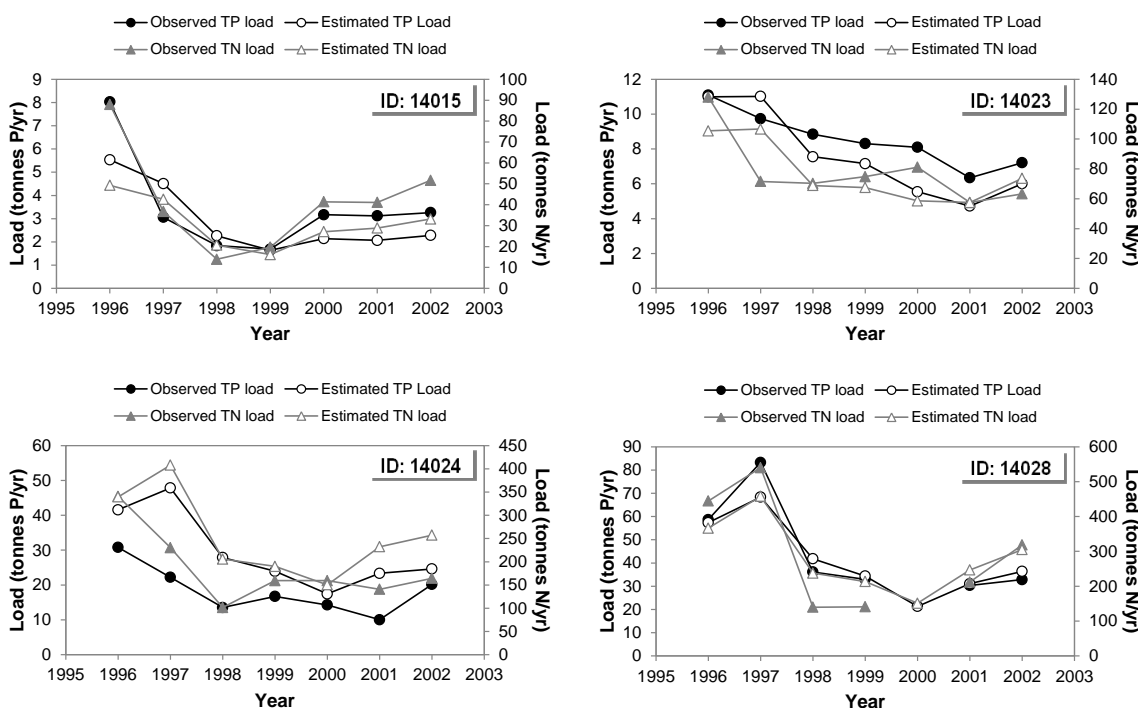 Observed TP load Estimated TP Load
Observed TN load Estimated TN load
ID: 14015
Load (tonnes P/yr)
9
8
7
6
5
4
3
2
1
0
100
90
80
70
60
50
40
30
20
10
0
Load (tonnes N/yr)
1995 1996 1997 1998 1999 2000 2001 2002 2003
Year
Observed TP load Estimated TP Load
Observed TN load Estimated TN load
ID: 14023
Load (tonnes P/yr)
12
10
8
6
4
2
0
140
120
100
80
60
40
20
0
Load (tonnes N/yr)
1995 1996 1997 1998 1999 2000 2001 2002 2003
Year
Observed TP load Estimated TP Load
Observed TN load Estimated TN load
ID: 14024
Load (tonnes P/yr)
60
50
40
30
20
10
0
450
400
350
300
250
200
150
100
50
0
Load (tonnes N/yr)
1995 1996 1997 1998 1999 2000 2001 2002 2003
Year
Observed TP load Estimated TP Load
Observed TN load Estimated TN load
ID: 14028
Load (tonnes P/yr)
90
80
70
60
50
40
30
20
10
0
600
500
400
300
200
100
0
Load (tonnes N/yr)
1995 1996 1997 1998 1999 2000 2001 2002 2003
Year